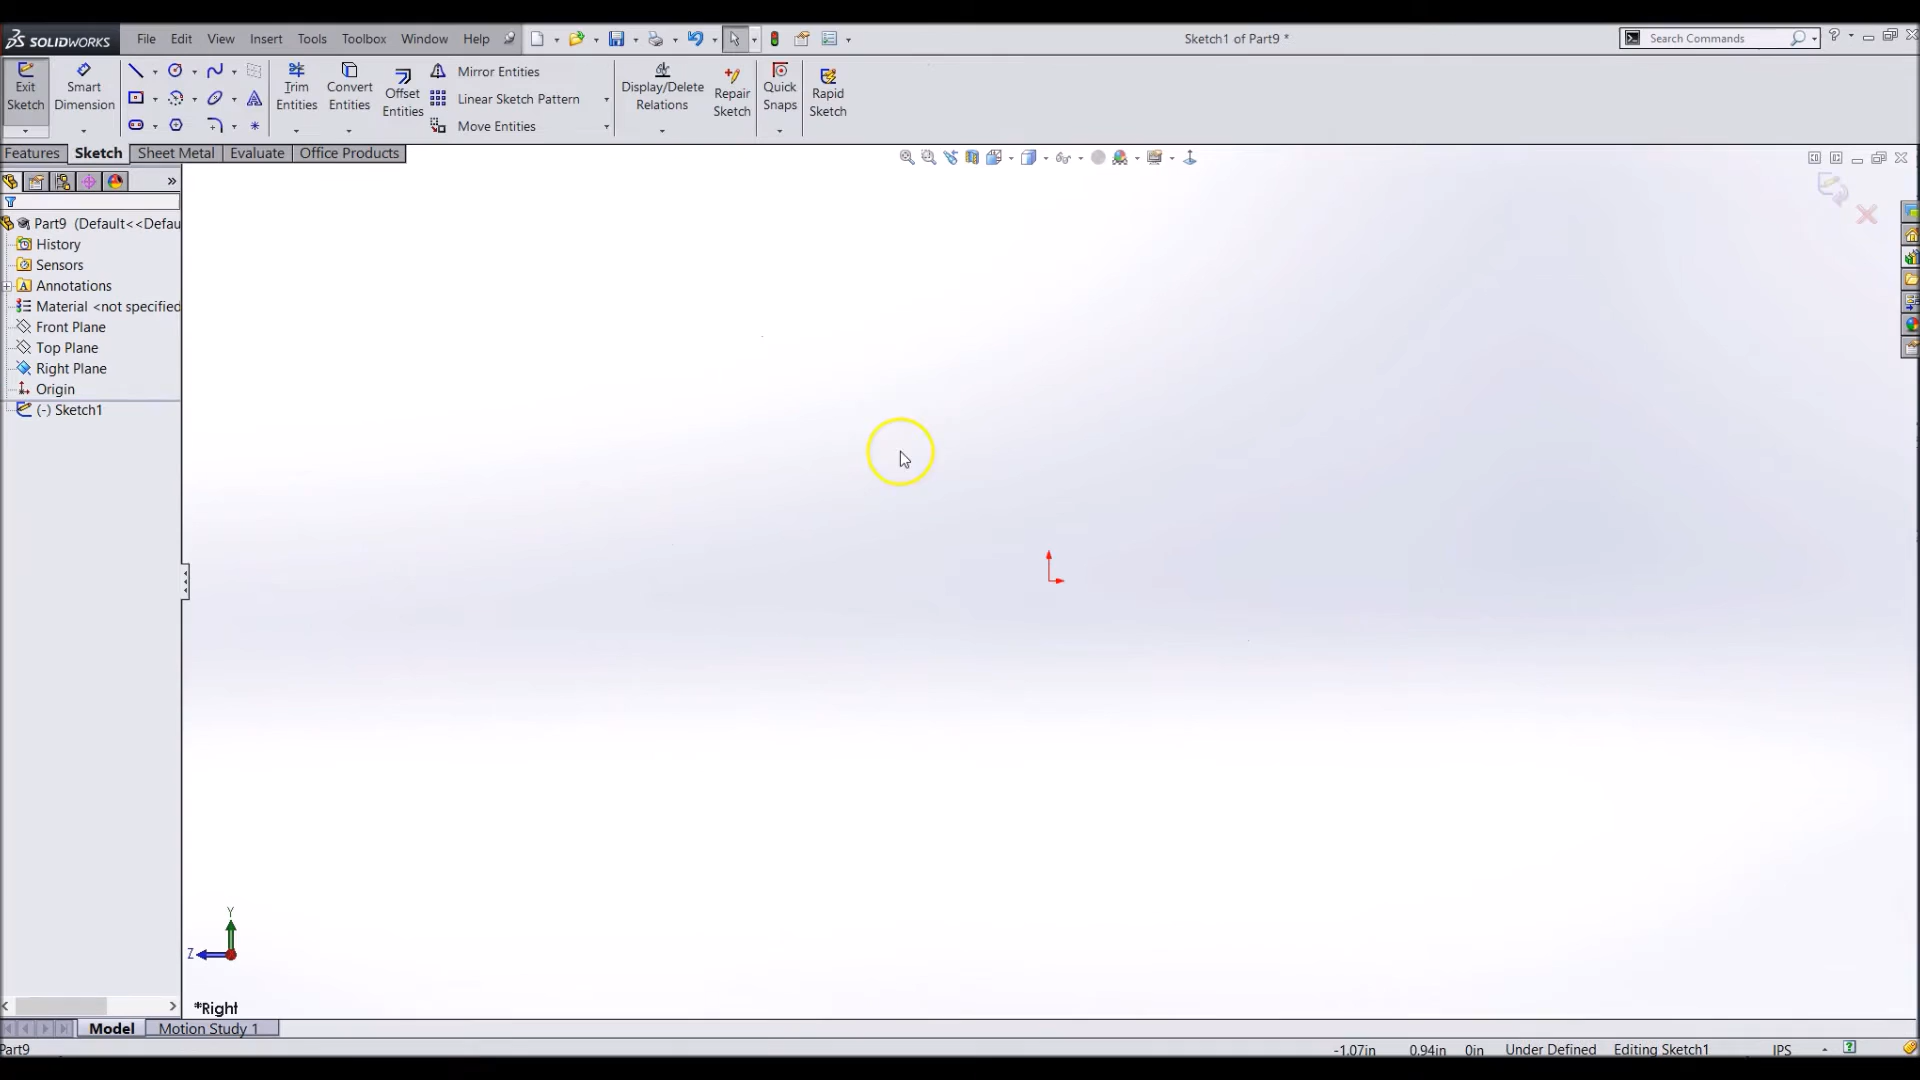 SOLIDWORKS File Edit View Insert Tools Toolbox Window Help Sketch1 of Part9 * Search Commands
Exit Sketch
Smart Dimension
Trim Entities
Convert Entities
Offset Entities
Mirror Entities
Linear Sketch Pattern
Move Entities
Display/Delete Relations
Repair Sketch
Quick Snaps
Rapid Sketch
Features Sketch Sheet Metal Evaluate Office Products
Part9 (Default<<Defau
History
Sensors
Annotations
Material <not specified
Front Plane
Top Plane
Right Plane
Origin
(-) Sketch1
Y
Z
*Right
Model Motion Study 1
Part9 -1.07in 0.94in 0in Under Defined Editing Sketch1 IPS